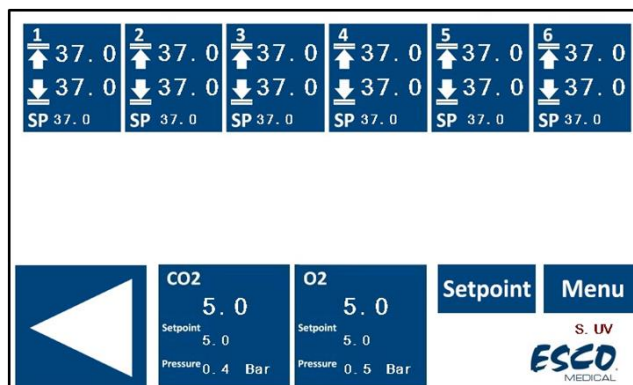 1 2 3 4 5 6
37. 0 37. 0 37. 0 37. 0 37. 0 37. 0
37. 0 37. 0 37. 0 37. 0 37. 0 37. 0
SP 37. 0 SP 37. 0 SP 37. 0 SP 37. 0 SP 37. 0 SP 37. 0
CO2
5. 0
Setpoint
5. 0
Pressure 0. 4 Bar
O2
5. 0
Setpoint
5. 0
Pressure 0. 5 Bar
Setpoint
Menu
S. UV
ESCO
MEDICAL